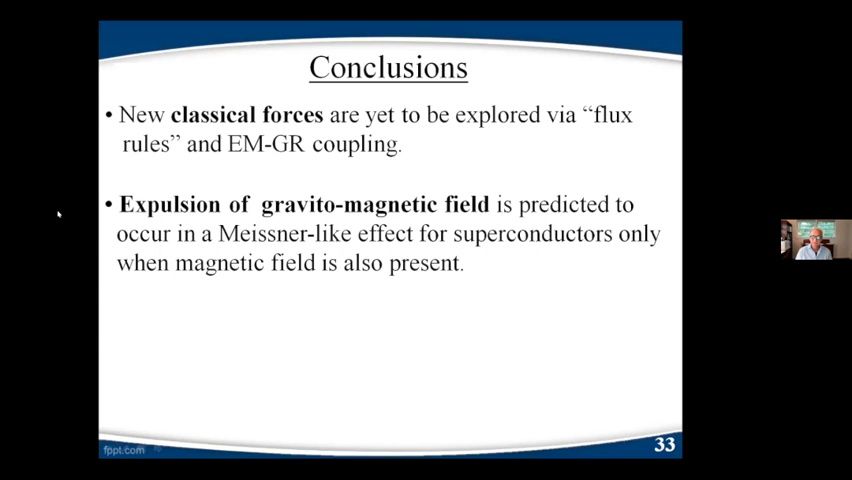 Conclusions
• New classical forces are yet to be explored via “flux
rules” and EM-GR coupling.
• Expulsion of gravito-magnetic field is predicted to
occur in a Meissner-like effect for superconductors only
when magnetic field is also present.
fppt.com
33